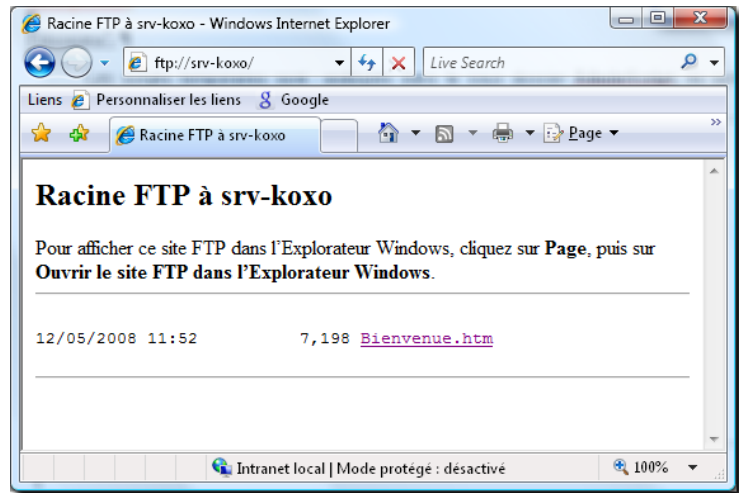 Racine FTP à srv-koxo - Windows Internet Explorer
ftp://srv-koxo/
Live Search
Liens Personnaliser les liens Google
Racine FTP à srv-koxo
Page
Racine FTP à srv-koxo
Pour afficher ce site FTP dans l'Explorateur Windows, cliquez sur Page, puis sur
Ouvrir le site FTP dans l'Explorateur Windows.
12/05/2008 11:52 7,198 Bienvenue.htm
Intranet local | Mode protégé : désactivé 100%